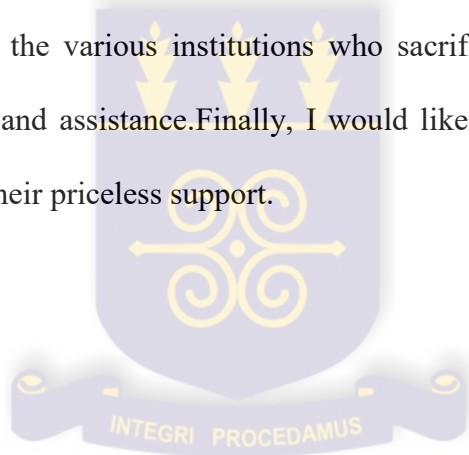 the various institutions who sacrif
and assistance.Finally, I would like
heir priceless support.
INTEGRI PROCEDAMUS